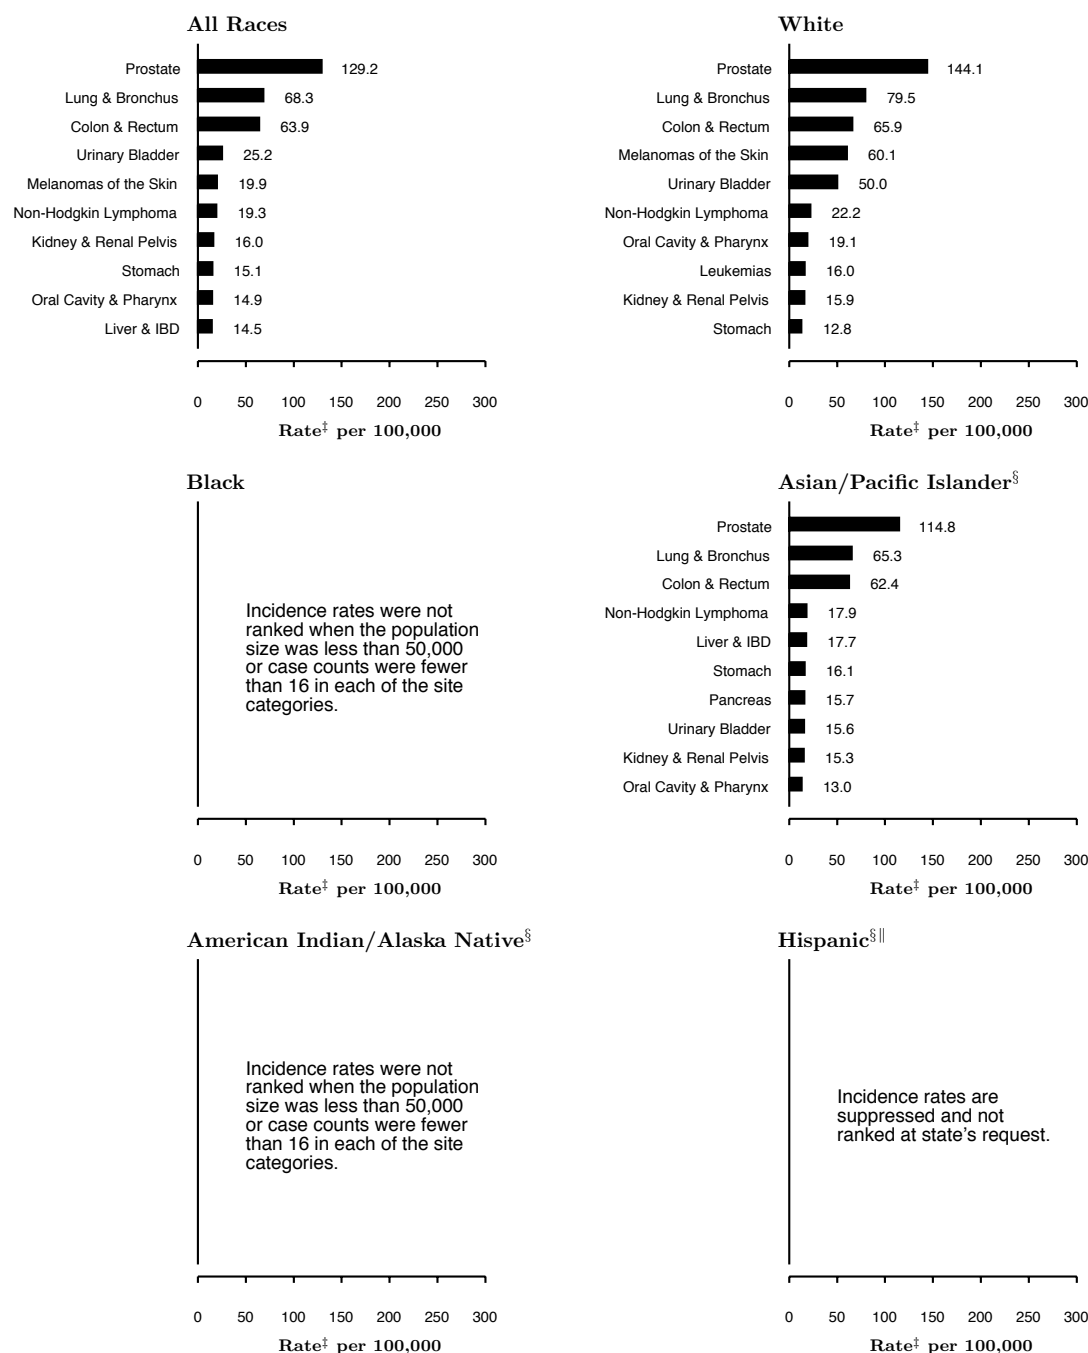 All Races
Prostate 129.2
Lung & Bronchus 68.3
Colon & Rectum 63.9
Urinary Bladder 25.2
Melanomas of the Skin 19.9
Non-Hodgkin Lymphoma 19.3
Kidney & Renal Pelvis 16.0
Stomach 15.1
Oral Cavity & Pharynx 14.9
Liver & IBD 14.5
0 50 100 150 200 250 300
Rate‡ per 100,000
White
Prostate 144.1
Lung & Bronchus 79.5
Colon & Rectum 65.9
Melanomas of the Skin 60.1
Urinary Bladder 50.0
Non-Hodgkin Lymphoma 22.2
Oral Cavity & Pharynx 19.1
Leukemias 16.0
Kidney & Renal Pelvis 15.9
Stomach 12.8
0 50 100 150 200 250 300
Rate‡ per 100,000
Black
Incidence rates were not
ranked when the population
size was less than 50,000
or case counts were fewer
than 16 in each of the site
categories.
0 50 100 150 200 250 300
Rate‡ per 100,000
Asian/Pacific Islander§
Prostate 114.8
Lung & Bronchus 65.3
Colon & Rectum 62.4
Non-Hodgkin Lymphoma 17.9
Liver & IBD 17.7
Stomach 16.1
Pancreas 15.7
Urinary Bladder 15.6
Kidney & Renal Pelvis 15.3
Oral Cavity & Pharynx 13.0
0 50 100 150 200 250 300
Rate‡ per 100,000
American Indian/Alaska Native§
Incidence rates were not
ranked when the population
size was less than 50,000
or case counts were fewer
than 16 in each of the site
categories.
0 50 100 150 200 250 300
Rate‡ per 100,000
Hispanic§||
Incidence rates are
suppressed and not
ranked at state's request.
0 50 100 150 200 250 300
Rate‡ per 100,000